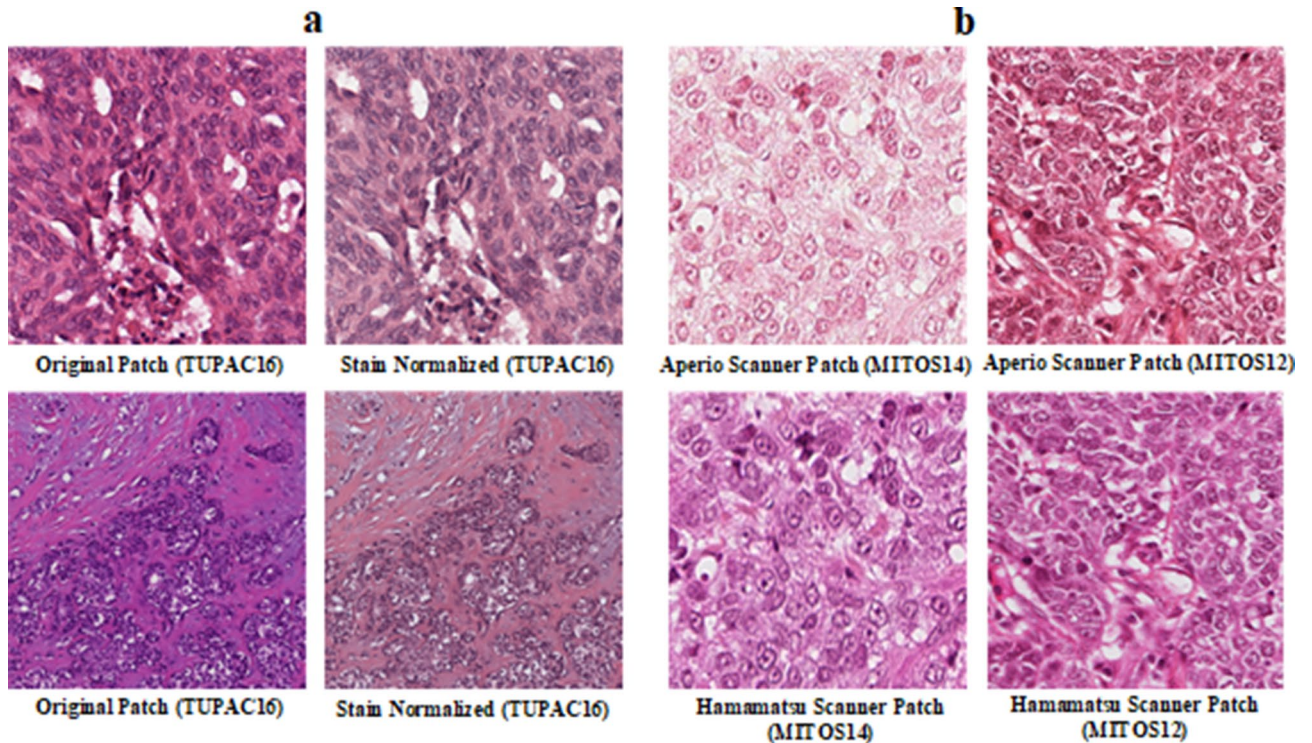 a
b
Original Patch (TUPAC16)
Stain Normalized (TUPAC16)
Aperio Scanner Patch (MITOS14)
Aperio Scanner Patch (MITOS12)
Original Patch (TUPAC16)
Stain Normalized (TUPAC16)
Hamamatsu Scanner Patch
(MITOS14)
Hamamatsu Scanner Patch
(MITOS12)